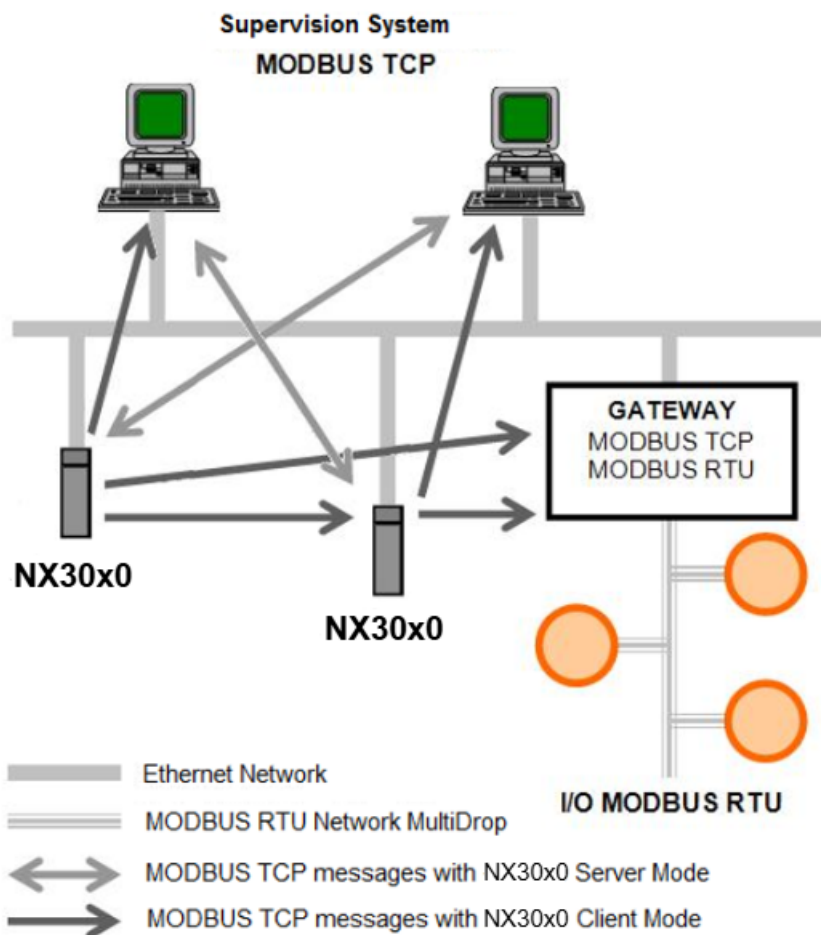 Supervision System
MODBUS TCP
GATEWAY
MODBUS TCP
MODBUS RTU
NX30x0
NX30x0
I/O MODBUS RTU
Ethernet Network
MODBUS RTU Network MultiDrop
MODBUS TCP messages with NX30x0 Server Mode
MODBUS TCP messages with NX30x0 Client Mode